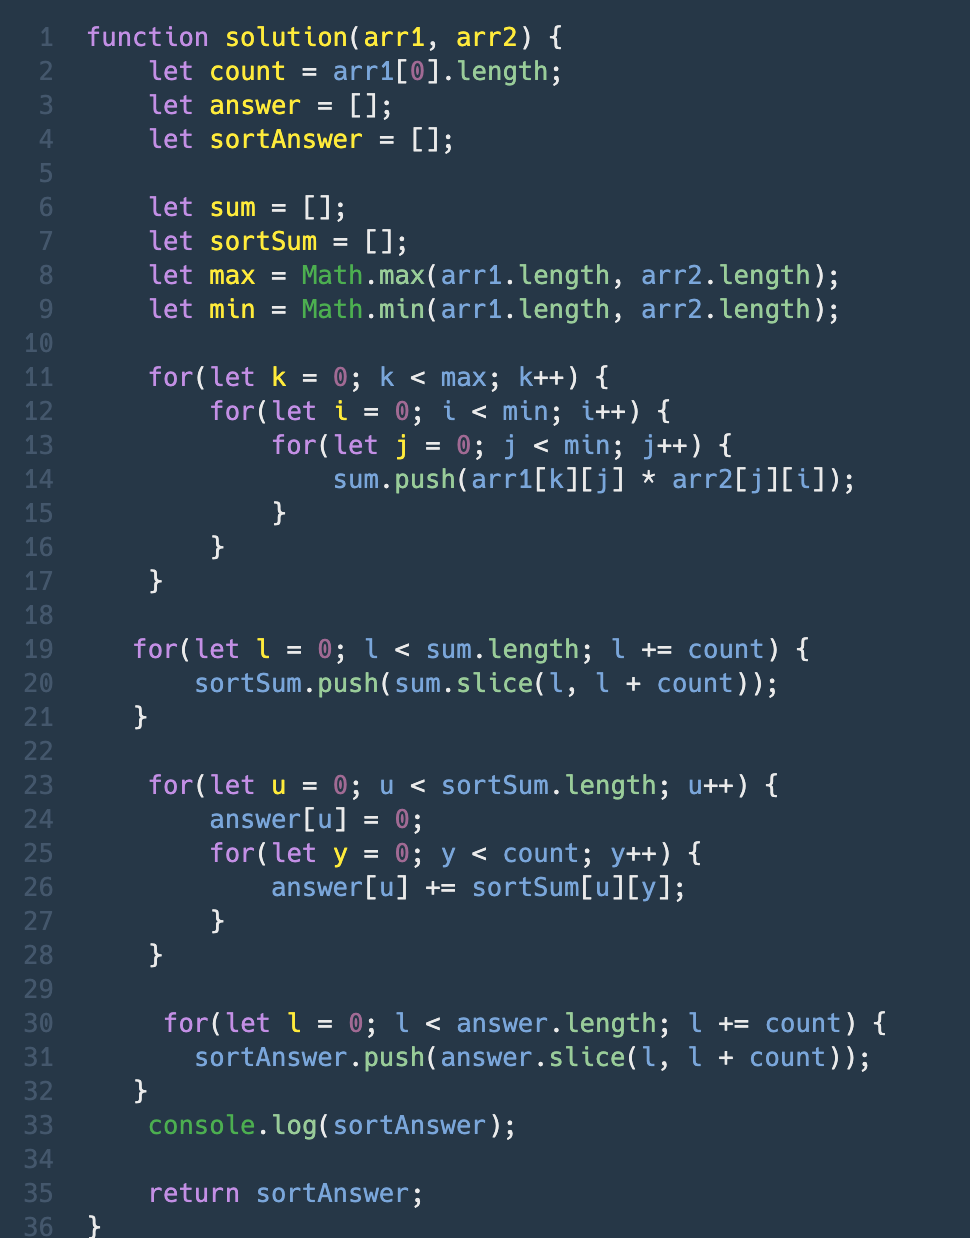 1 function solution(arr1, arr2) {
2     let count = arr1[0].length;
3     let answer = [];
4     let sortAnswer = [];
5
6     let sum = [];
7     let sortSum = [];
8     let max = Math.max(arr1.length, arr2.length);
9     let min = Math.min(arr1.length, arr2.length);
10
11     for(let k = 0; k < max; k++) {
12         for(let i = 0; i < min; i++) {
13             for(let j = 0; j < min; j++) {
14                 sum.push(arr1[k][j] * arr2[j][i]);
15             }
16         }
17     }
18
19    for(let l = 0; l < sum.length; l += count) {
20        sortSum.push(sum.slice(l, l + count));
21    }
22
23     for(let u = 0; u < sortSum.length; u++) {
24         answer[u] = 0;
25         for(let y = 0; y < count; y++) {
26             answer[u] += sortSum[u][y];
27         }
28     }
29
30      for(let l = 0; l < answer.length; l += count) {
31        sortAnswer.push(answer.slice(l, l + count));
32    }
33     console.log(sortAnswer);
34
35     return sortAnswer;
36 }